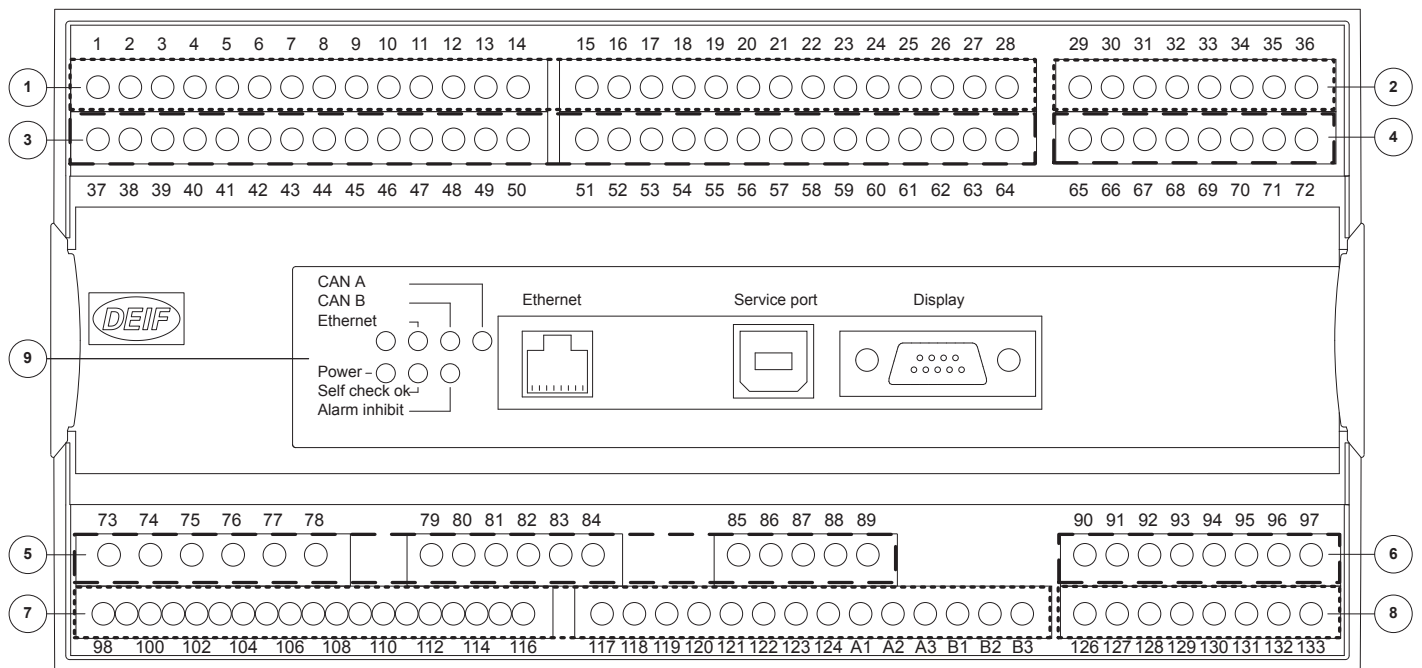 1 2 3 4 5 6 7 8 9 10 11 12 13 14 15 16 17 18 19 20 21 22 23 24 25 26 27 28 29 30 31 32 33 34 35 36
1 2
3 4
37 38 39 40 41 42 43 44 45 46 47 48 49 50 51 52 53 54 55 56 57 58 59 60 61 62 63 64 65 66 67 68 69 70 71 72
DEIF
CAN A
CAN B
Ethernet
Ethernet Service port Display
9
Power
Self check ok
Alarm inhibit
73 74 75 76 77 78 79 80 81 82 83 84 85 86 87 88 89 90 91 92 93 94 95 96 97
5 6
7 8
98 100 102 104 106 108 110 112 114 116 117 118 119 120 121 122 123 124 A1 A2 A3 B1 B2 B3 126 127 128 129 130 131 132 133